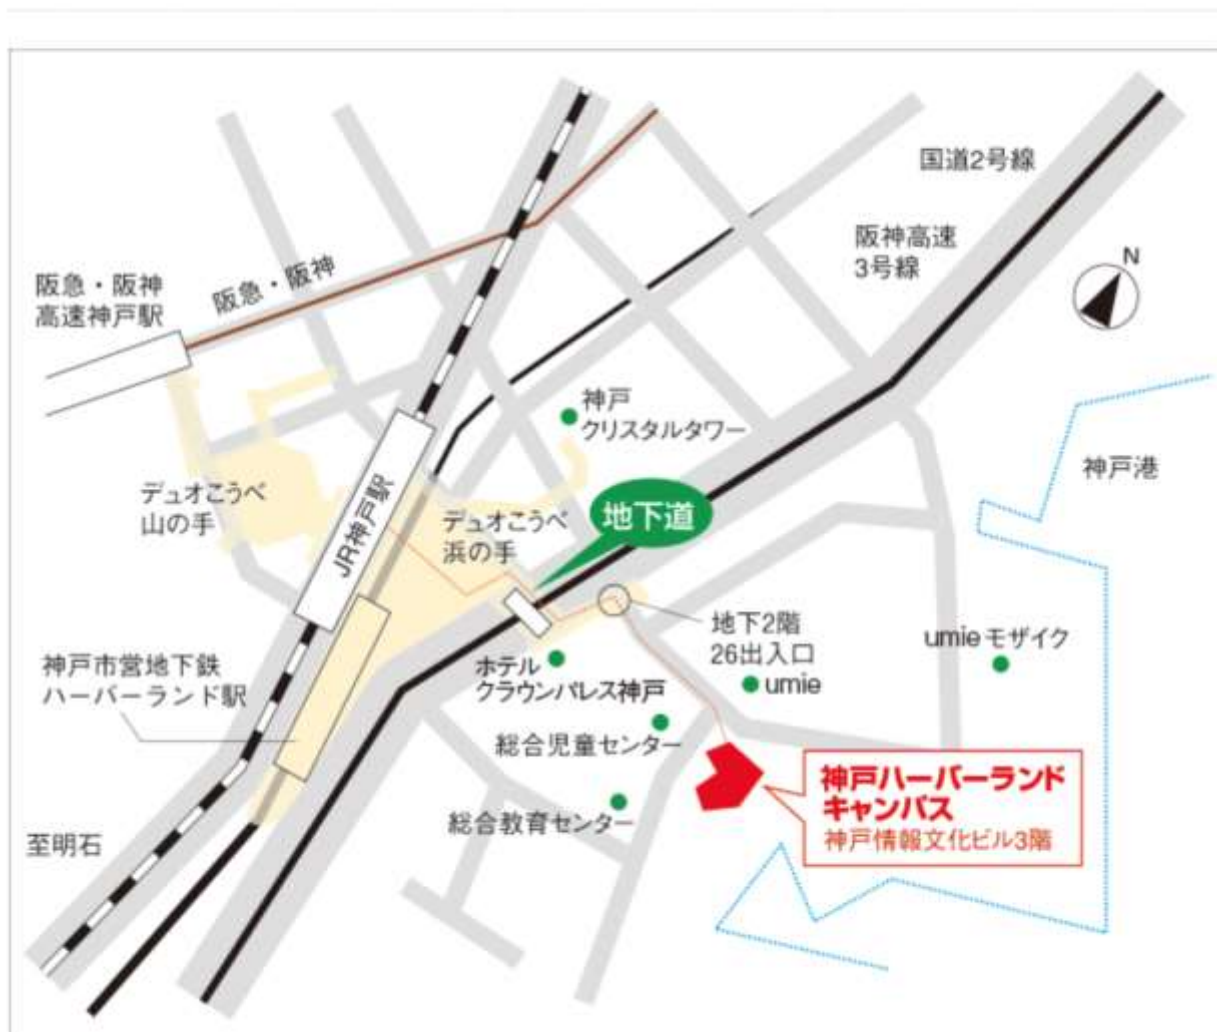 国道2号線
阪神高速
3号線
N
阪急・阪神
高速神戸駅
阪急・阪神
神戸
クリスタルタワー
神戸港
デュオこうべ
山の手
JR神戸駅
デュオこうべ
浜の手
地下道
地下2階
26出入口
umieモザイク
神戸市営地下鉄
ハーバーランド駅
ホテル
クラウンパレス神戸
umie
総合児童センター
神戸ハーバーランド
キャンパス
神戸情報文化ビル3階
総合教育センター
至明石